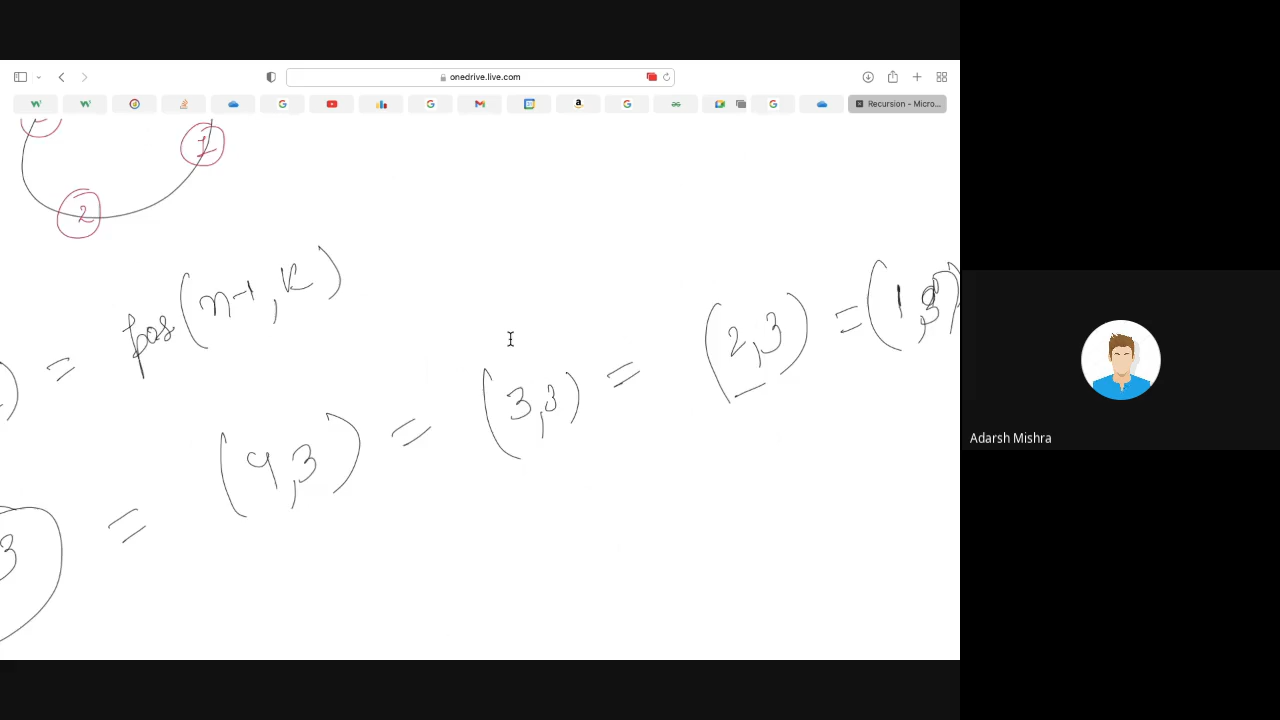 onedrive.live.com
Recursion - Micro...
1
2
= pos(n-1, k)
3 = (4,3) = (3,3) = (2,3) = (1,3)
Adarsh Mishra